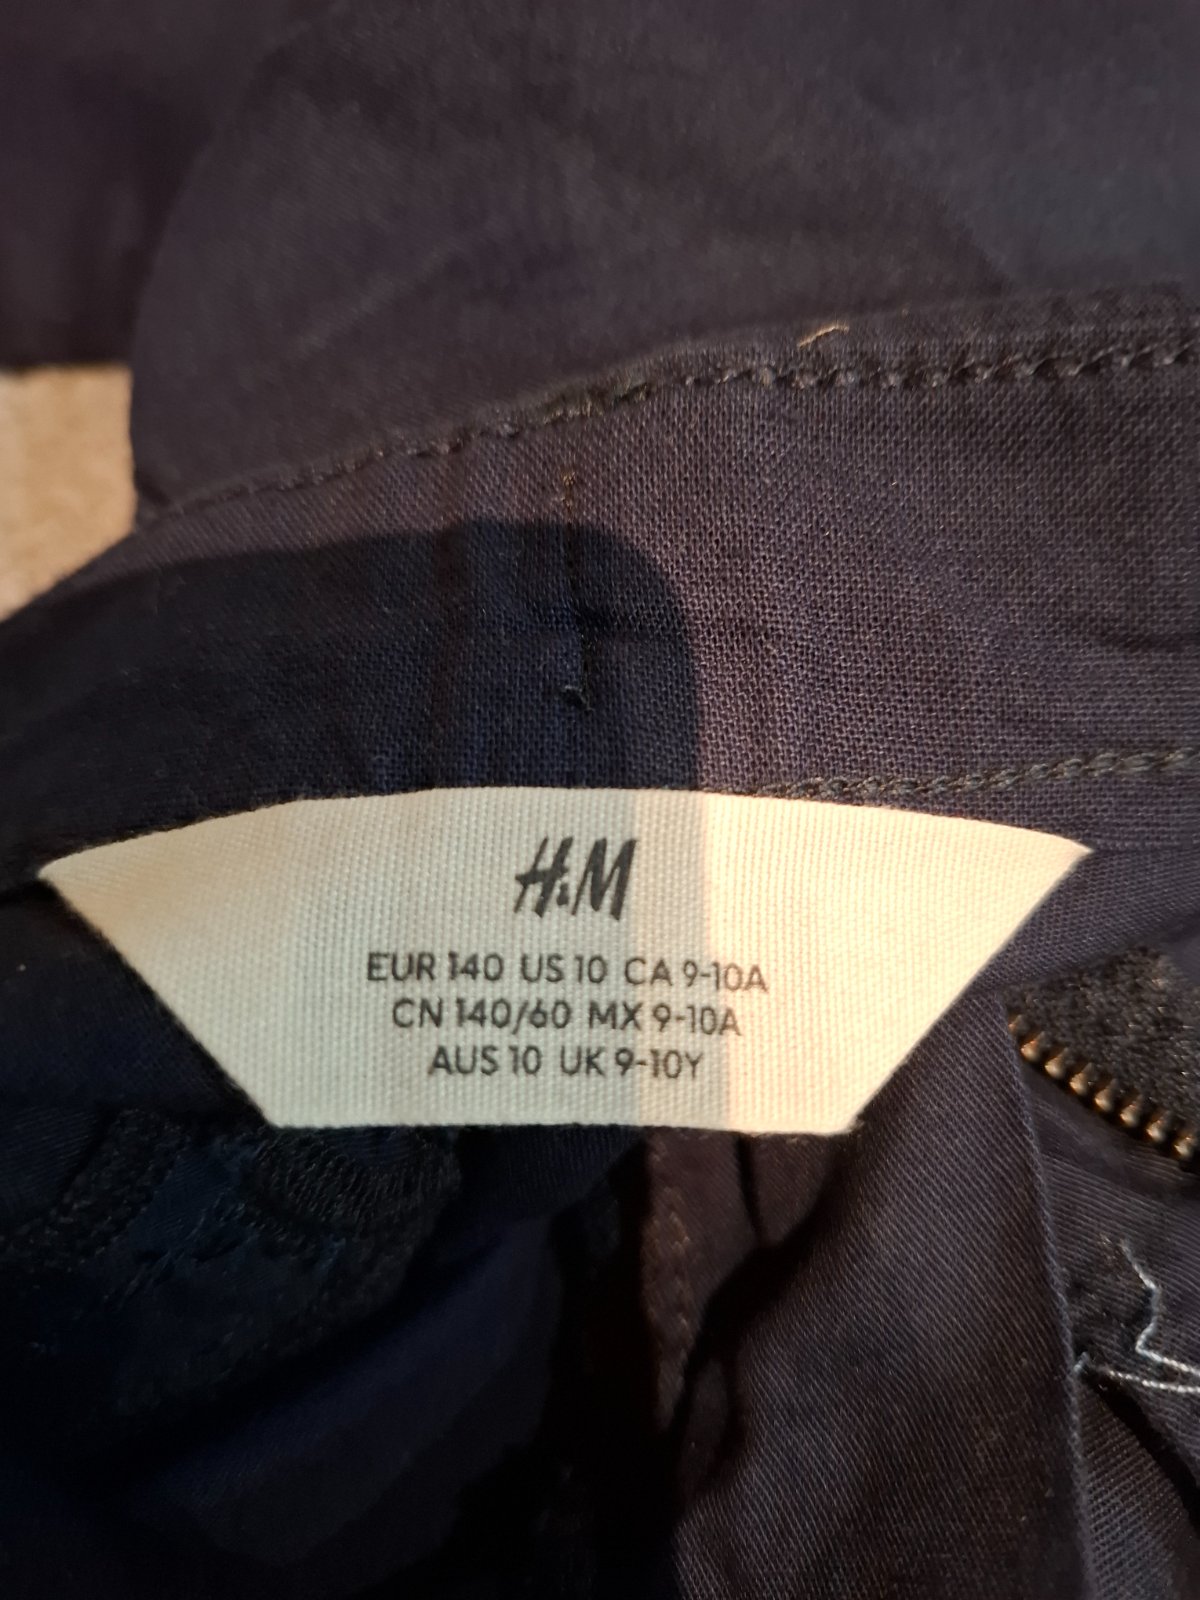 H&M
EUR 140 US 10 CA 9-10A
CN 140/60 MX 9-10A
AUS 10 UK 9-10Y